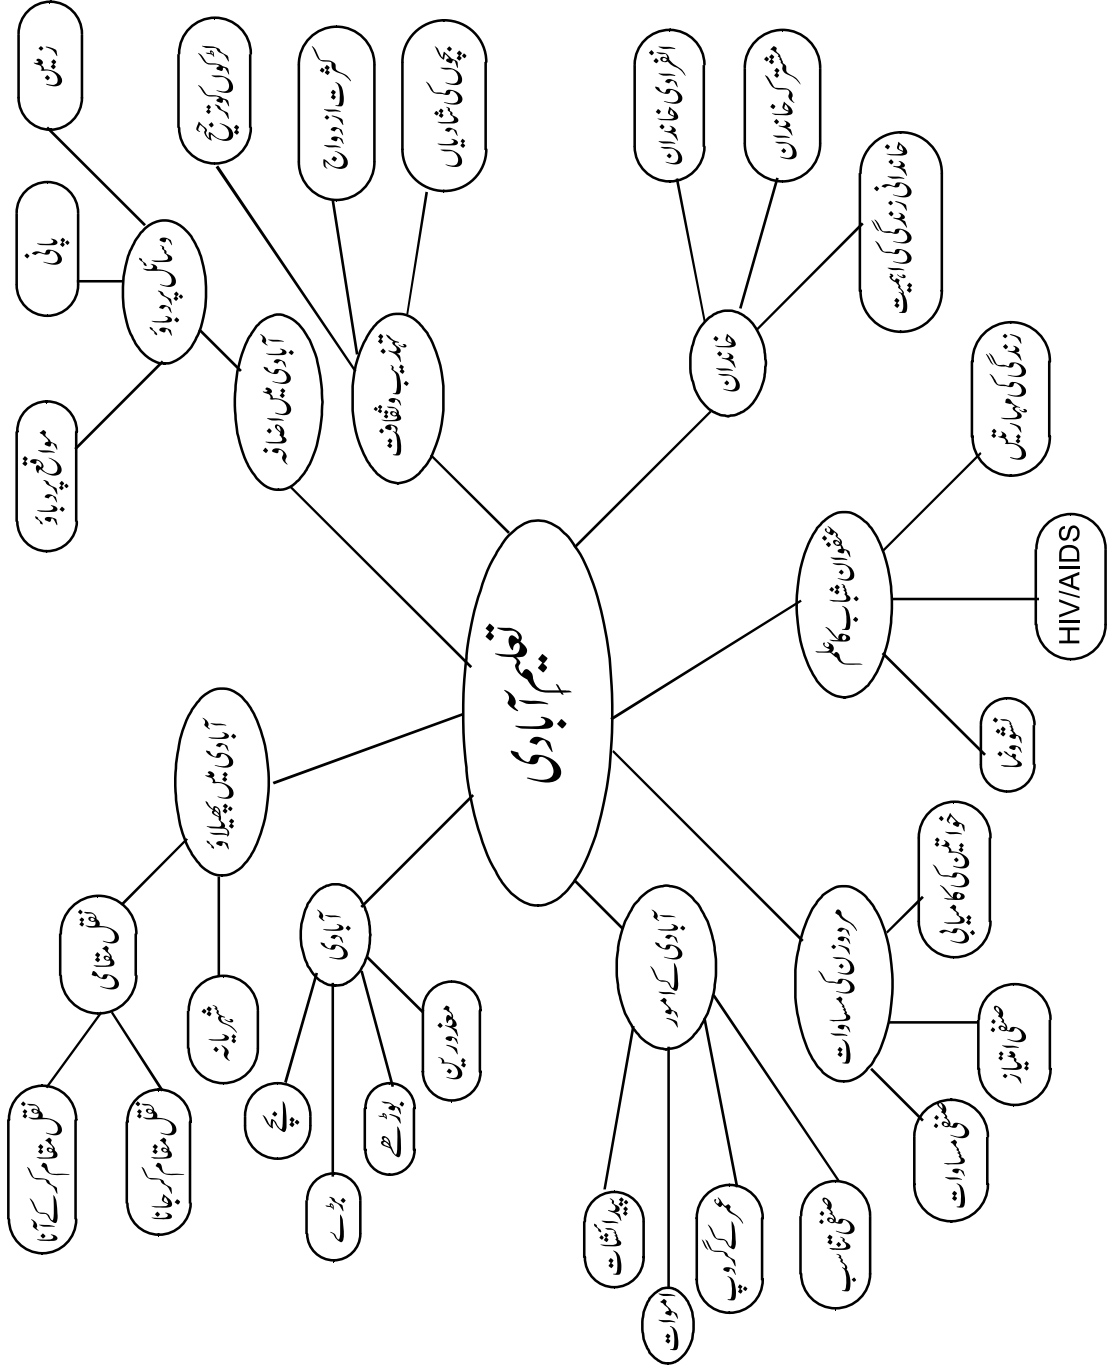 تعلیم آبادی
خاندان
انفرادی خاندان
مشترکہ خاندان
خاندانی زندگی کی اہمیت
عنفوان شباب کا علم
زندگی کی مہارتیں
HIV/AIDS
نشوونما
مردوزن کی مساوات
خواتین کی کامیابی
صنفی امتیاز
صنفی مساوات
آبادی کے امور
صنفی تناسب
عمر کے گروپ
اموات
پیدائشات
آبادی
معذورین
بوڑھے
بڑے
بچے
آبادی میں پھیلاؤ
شہریانہ
نقل مقامی
نقل مقام کر جانا
نقل مقام کر کے آنا
آبادی میں اضافہ
وسائل پر دباؤ
زمین
پانی
مواقع پر دباؤ
تہذیب وثقافت
لڑکوں کو ترجیح
کثرت ازدواج
بچوں کی شادیاں